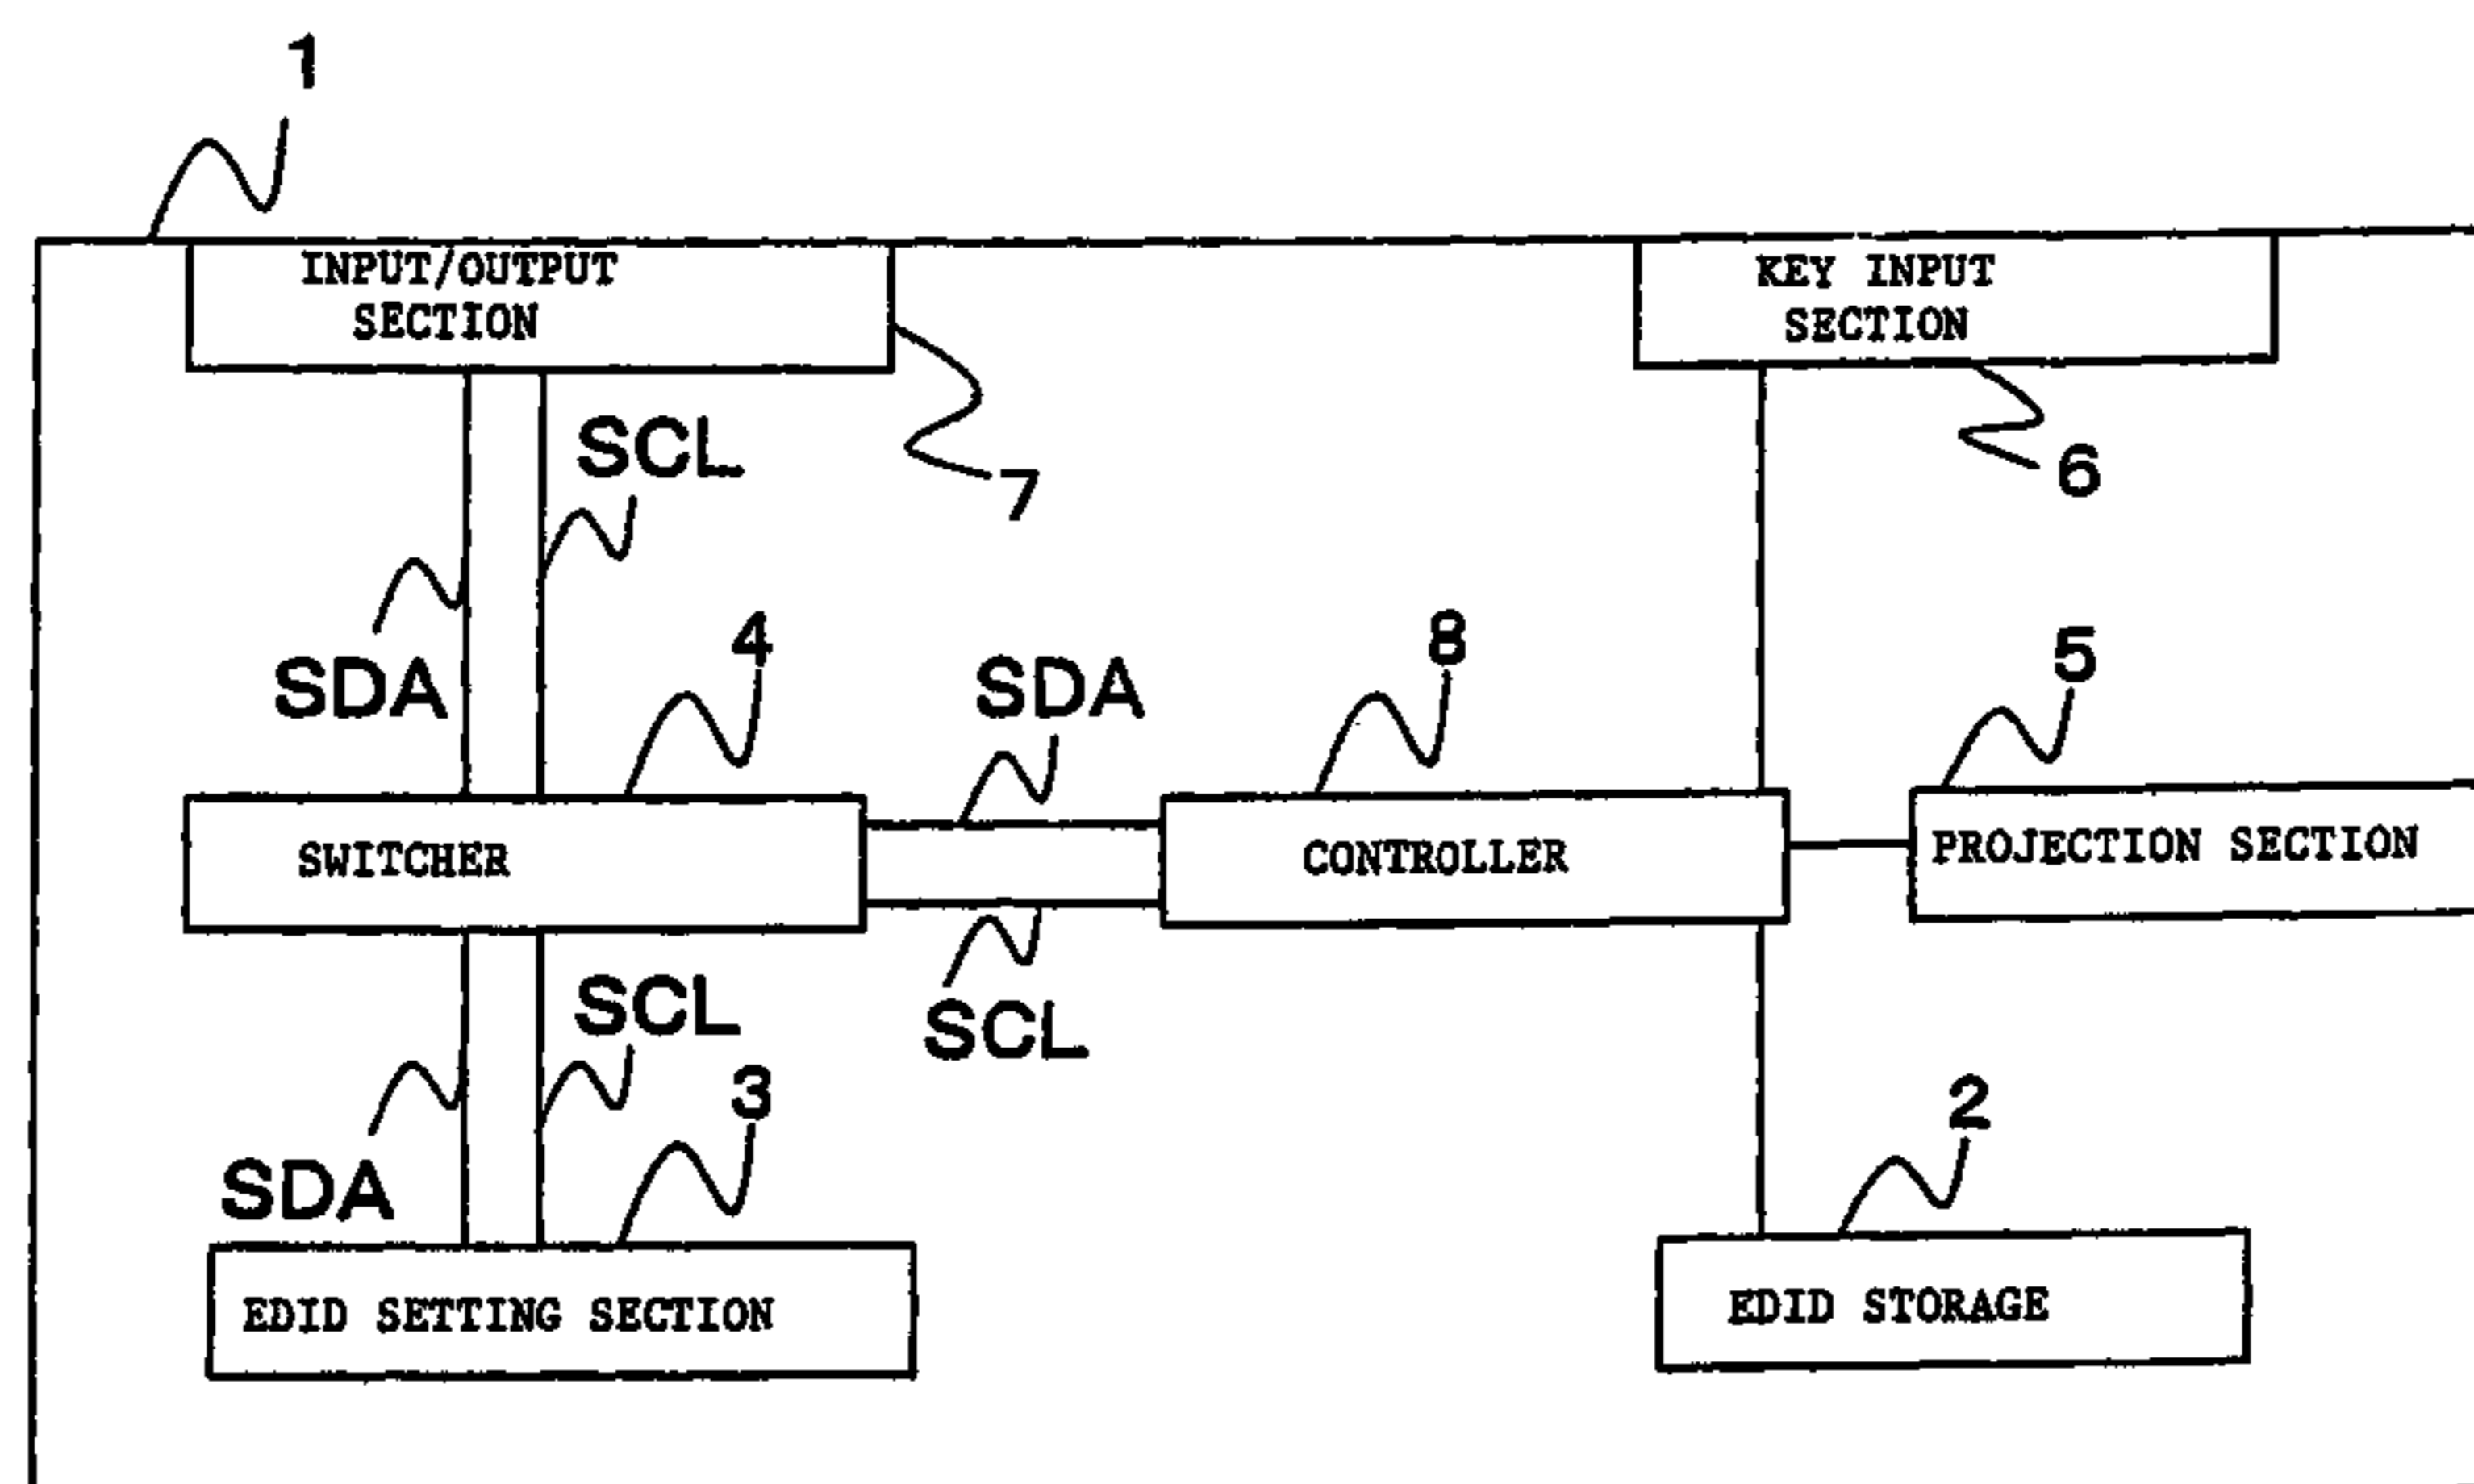 1
INPUT/OUTPUT
SECTION
KEY INPUT
SECTION
SCL
7
6
SDA
4
SDA
8
5
SWITCHER
CONTROLLER
PROJECTION SECTION
SCL
SCL
3
SDA
2
EDID SETTING SECTION
EDID STORAGE